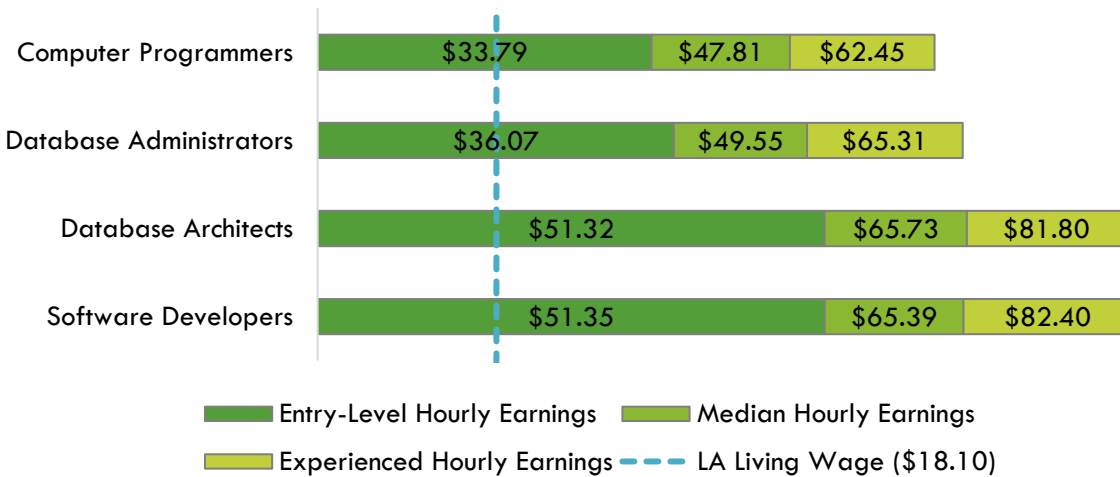 Computer Programmers $33.79 $47.81 $62.45
Database Administrators $36.07 $49.55 $65.31
Database Architects $51.32 $65.73 $81.80
Software Developers $51.35 $65.39 $82.40
Entry-Level Hourly Earnings Median Hourly Earnings
Experienced Hourly Earnings LA Living Wage ($18.10)